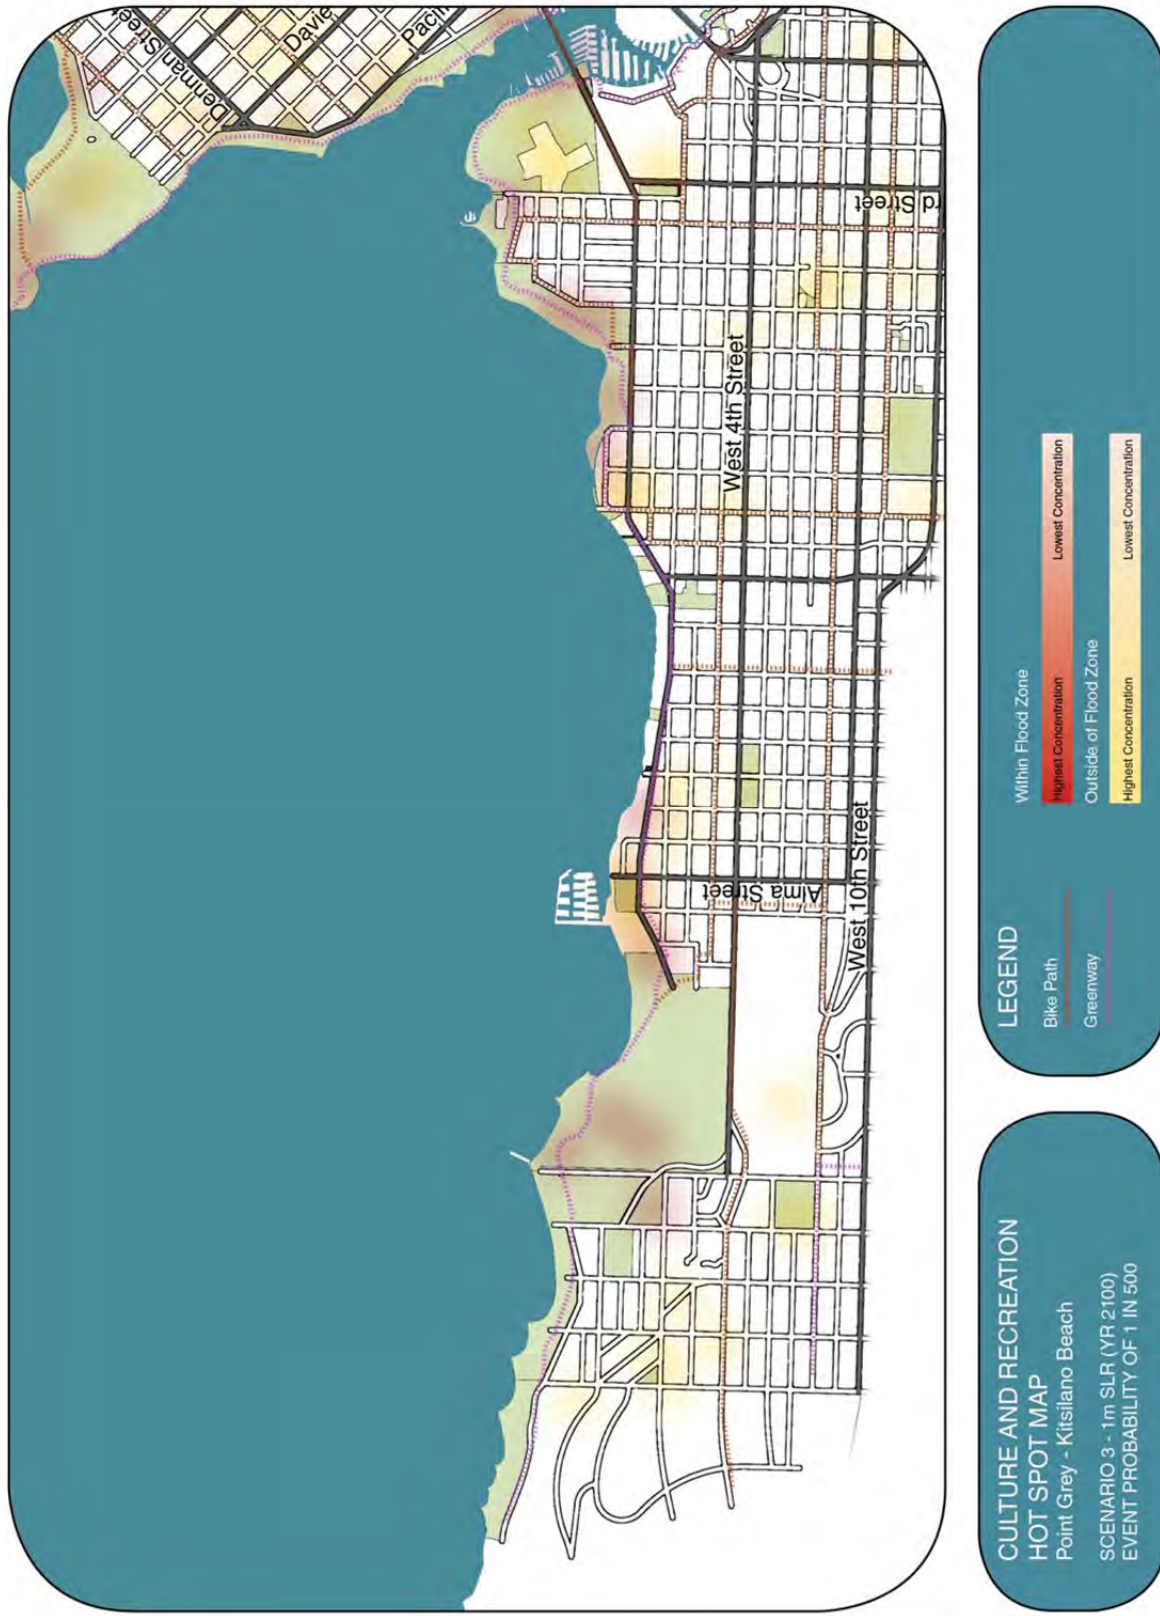 Denman Street
Davie
Pacifi
rd Street
West 4th Street
Alma Street
West 10th Street
CULTURE AND RECREATION
HOT SPOT MAP
Point Grey - Kitsilano Beach
SCENARIO 3 - 1m SLR (YR 2100)
EVENT PROBABILITY OF 1 IN 500
LEGEND
Bike Path
Greenway
Within Flood Zone
Highest Concentration
Lowest Concentration
Outside of Flood Zone
Highest Concentration
Lowest Concentration